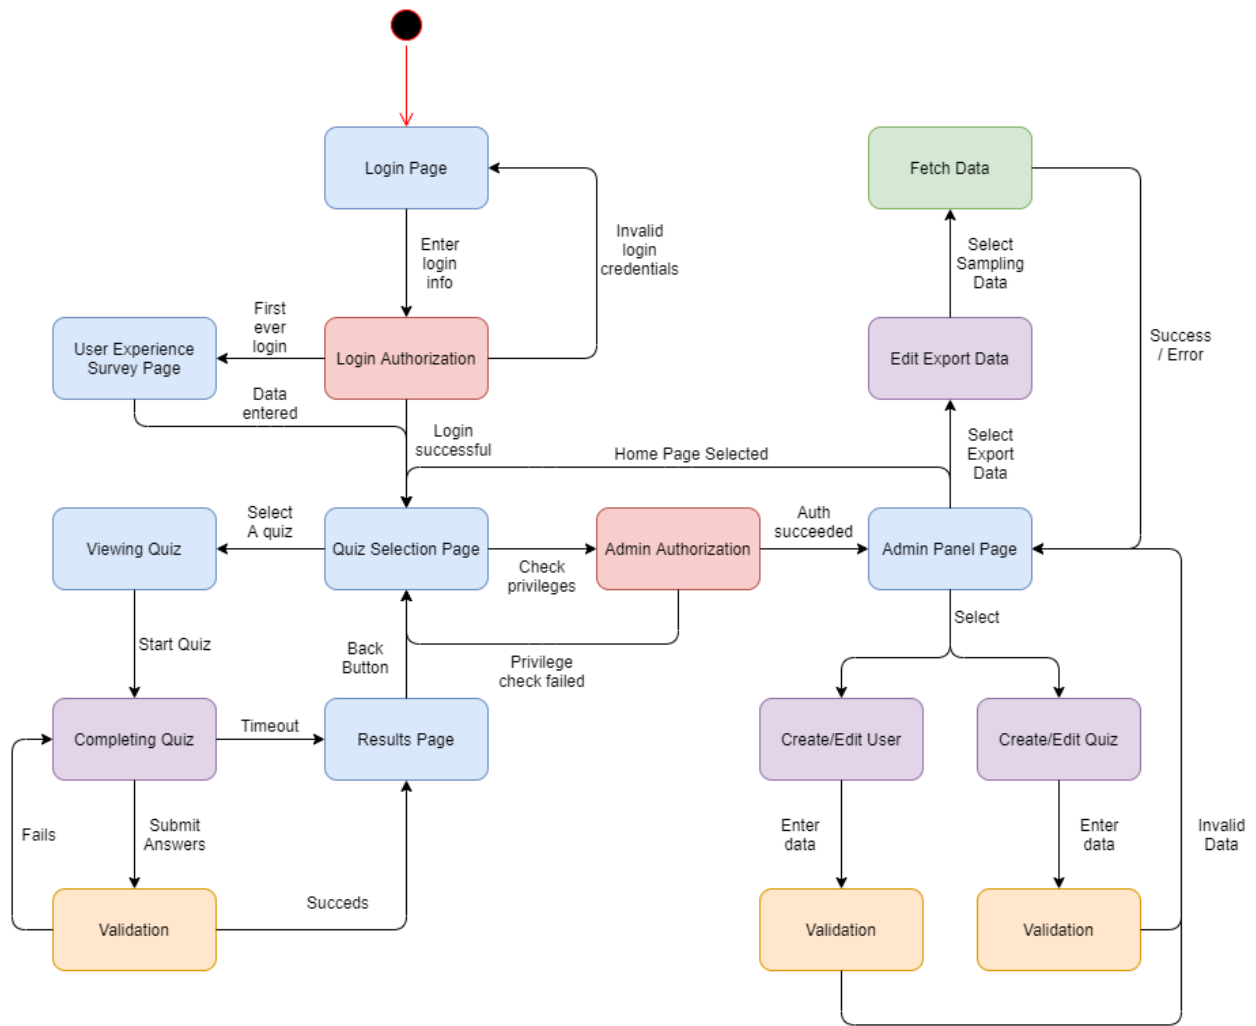 Login Page
Fetch Data
Enter
login
info
Invalid
login
credentials
Select
Sampling
Data
First
ever
login
User Experience
Survey Page
Login Authorization
Edit Export Data
Success
/ Error
Data
entered
Login
successful
Home Page Selected
Select
Export
Data
Select
A quiz
Viewing Quiz
Quiz Selection Page
Check
privileges
Admin Authorization
Auth
succeeded
Admin Panel Page
Start Quiz
Back
Button
Privilege
check failed
Select
Completing Quiz
Timeout
Results Page
Create/Edit User
Create/Edit Quiz
Fails
Submit
Answers
Enter
data
Enter
data
Invalid
Data
Succeds
Validation
Validation
Validation